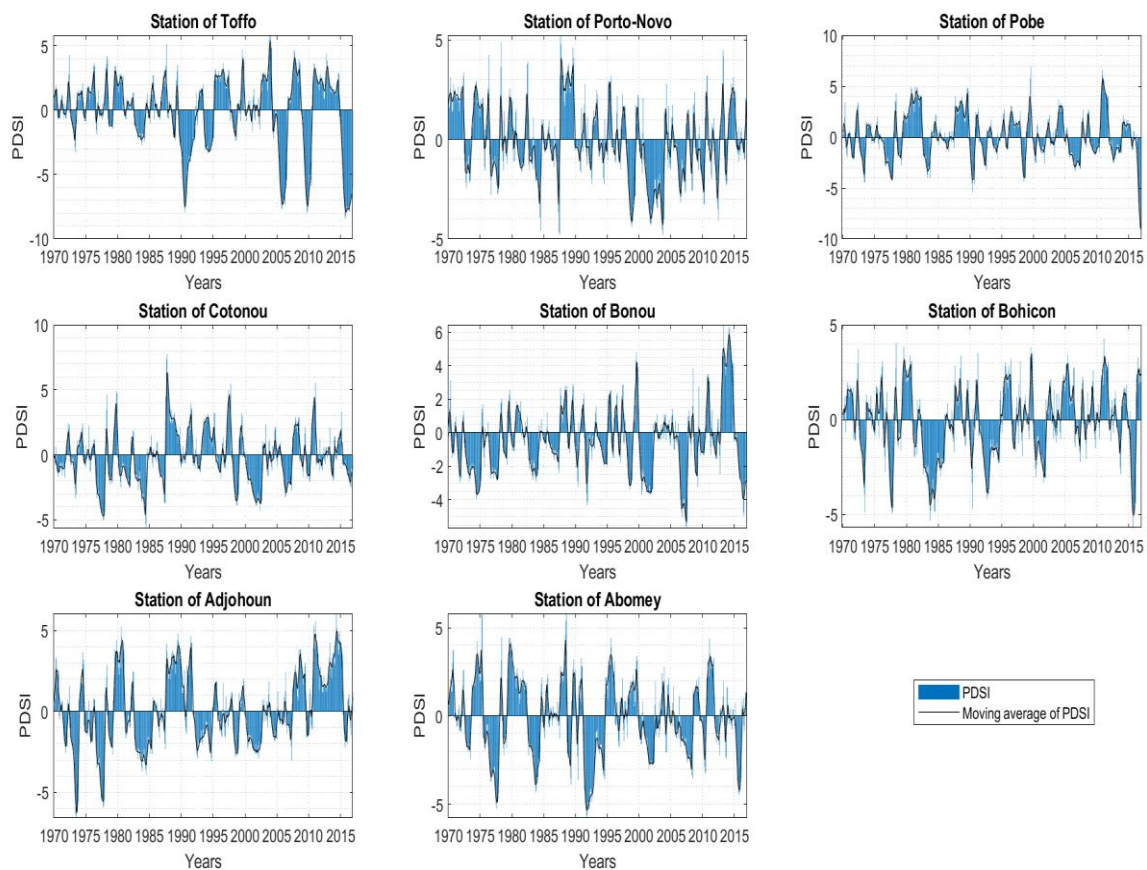 Station of Toffo
5
0
-5
-10
PDSI
1970 1975 1980 1985 1990 1995 2000 2005 2010 2015
Years
Station of Porto-Novo
5
0
-5
PDSI
1970 1975 1980 1985 1990 1995 2000 2005 2010 2015
Years
Station of Pobe
10
5
0
-5
-10
PDSI
1970 1975 1980 1985 1990 1995 2000 2005 2010 2015
Years
Station of Cotonou
10
5
0
-5
PDSI
1970 1975 1980 1985 1990 1995 2000 2005 2010 2015
Years
Station of Bonou
6
4
2
0
-2
-4
PDSI
1970 1975 1980 1985 1990 1995 2000 2005 2010 2015
Years
Station of Bohicon
5
0
-5
PDSI
1970 1975 1980 1985 1990 1995 2000 2005 2010 2015
Years
Station of Adjohoun
5
0
-5
PDSI
1970 1975 1980 1985 1990 1995 2000 2005 2010 2015
Years
Station of Abomey
5
0
-5
PDSI
1970 1975 1980 1985 1990 1995 2000 2005 2010 2015
Years
PDSI
Moving average of PDSI